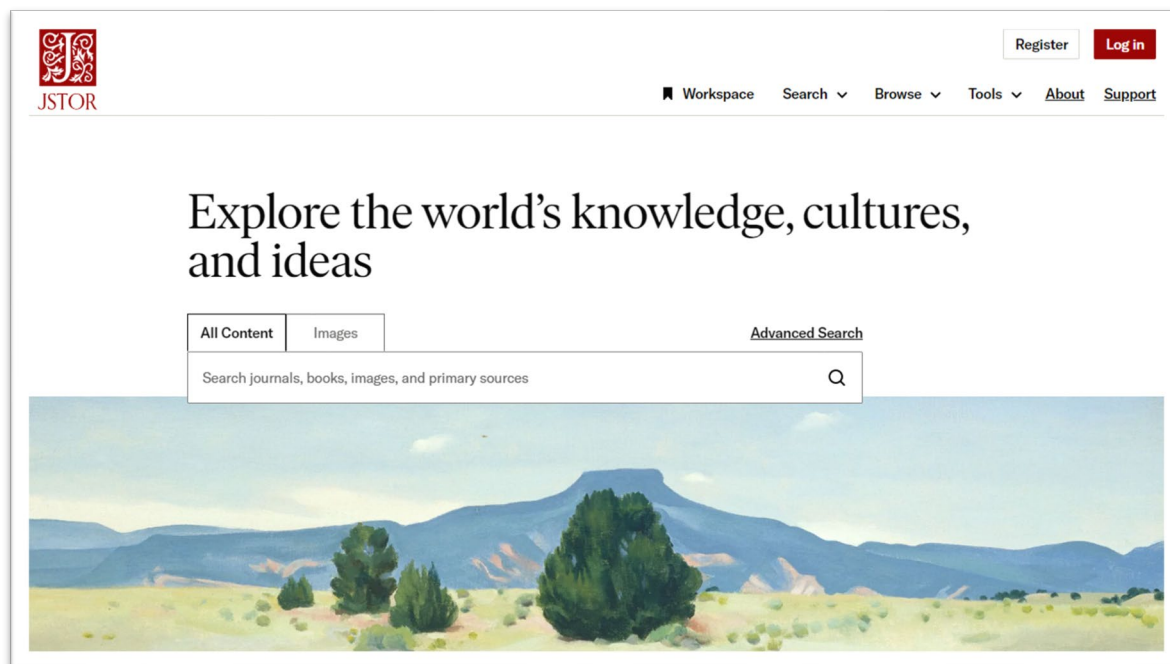 J
JSTOR
Register Log in
Workspace Search Browse Tools About Support
Explore the world’s knowledge, cultures,
and ideas
All Content Images Advanced Search
Search journals, books, images, and primary sources